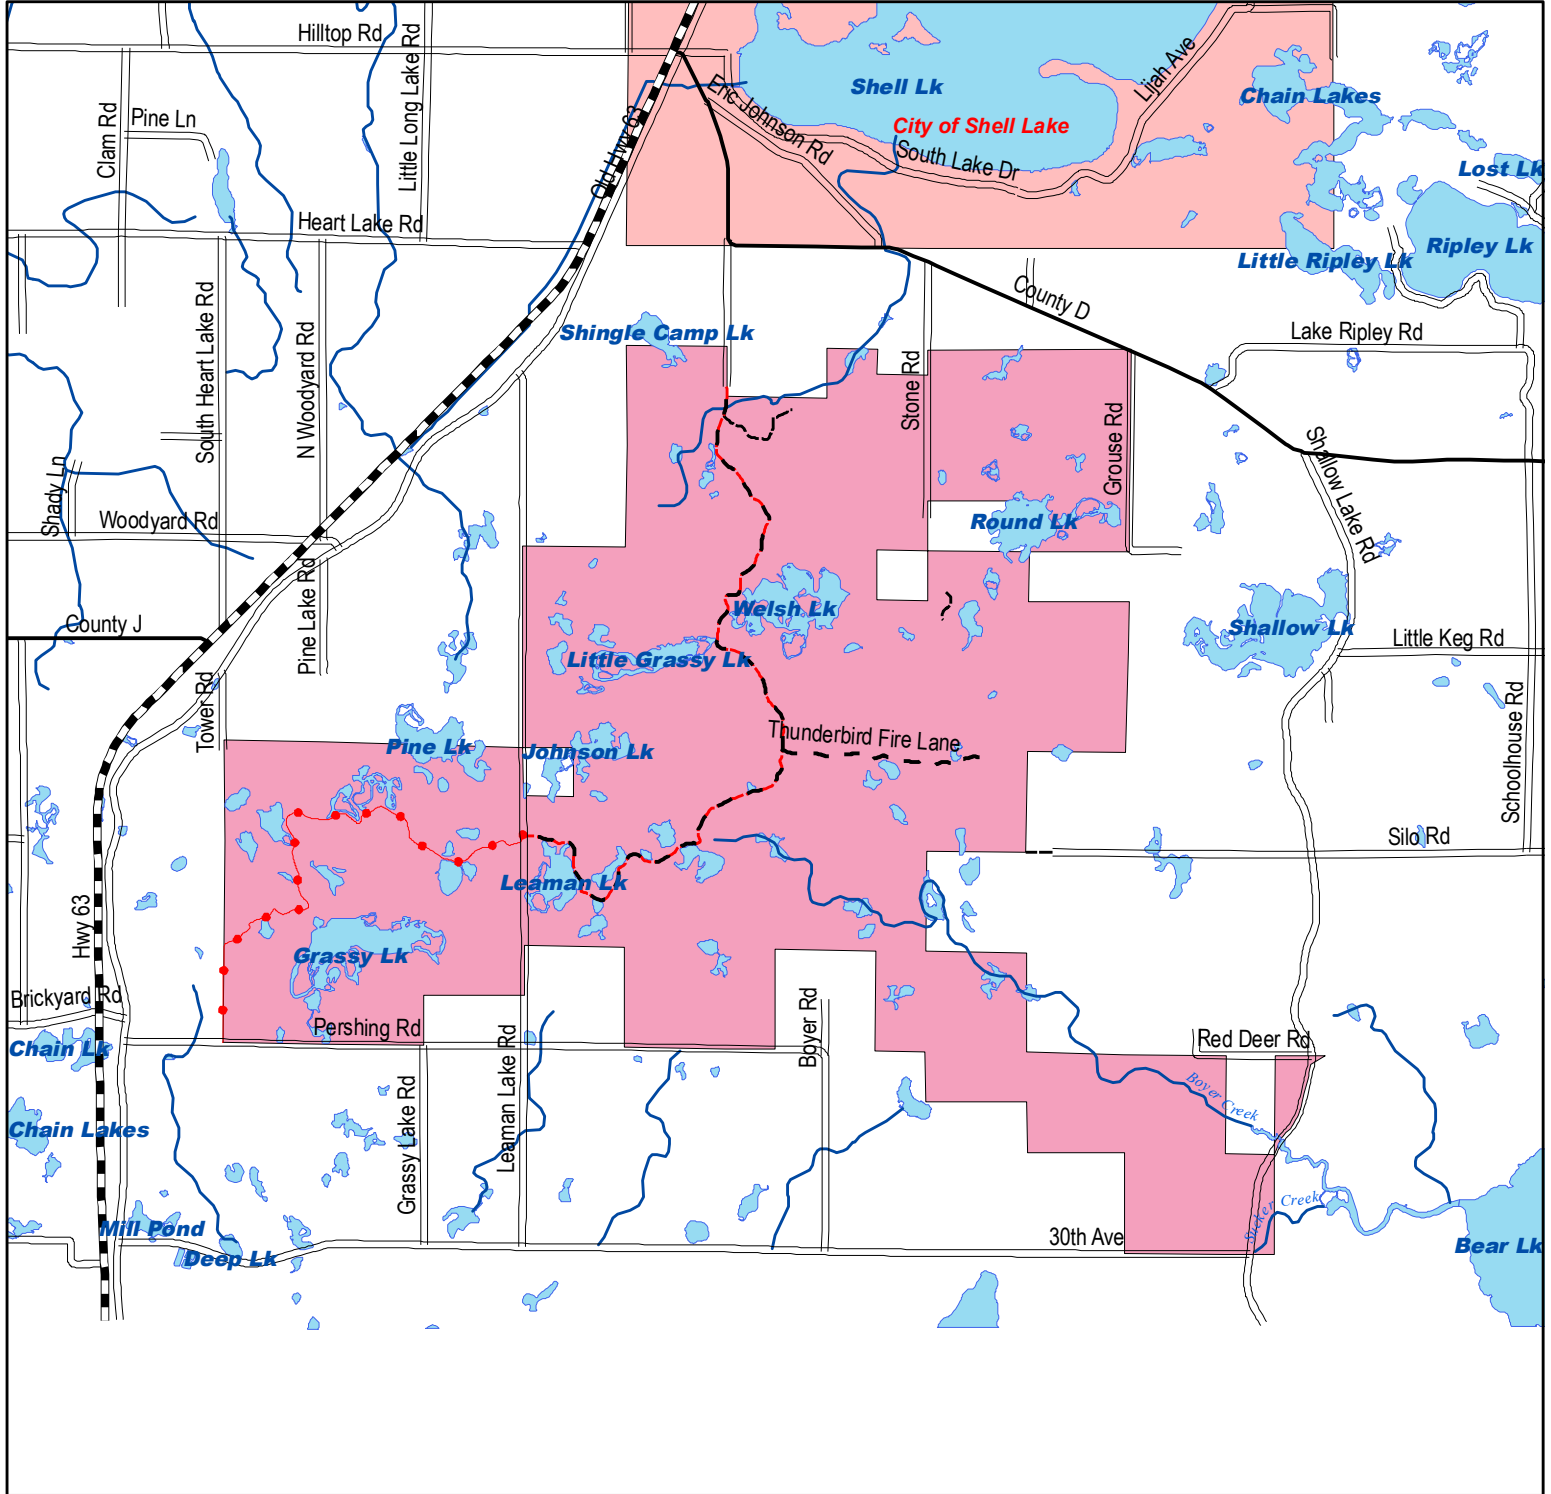 Hilltop Rd
Little Long Lake Rd
Clam Rd
Pine Ln
Old Hwy 63
Eric Johnson Rd
Shell Lk
City of Shell Lake
South Lake Dr
Lijah Ave
Chain Lakes
Lost Lk
Heart Lake Rd
Ripley Lk
Little Ripley Lk
County D
South Heart Lake Rd
N Woodyard Rd
Shingle Camp Lk
Stone Rd
Lake Ripley Rd
Grouse Rd
Shallow Lake Rd
Shady Ln
Woodyard Rd
Round Lk
Pine Lake Rd
County J
Welsh Lk
Shallow Lk
Little Keg Rd
Little Grassy Lk
Tower Rd
Pine Lk
Johnson Lk
Thunderbird Fire Lane
Schoolhouse Rd
Silo Rd
Leaman Lk
Hwy 63
Grassy Lk
Brickyard Rd
Pershing Rd
Boyer Rd
Red Deer Rd
Chain Lk
Leaman Lake Rd
Grassy Lake Rd
Boyer Creek
Chain Lakes
Sucker Creek
Mill Pond
Deep Lk
30th Ave
Bear Lk